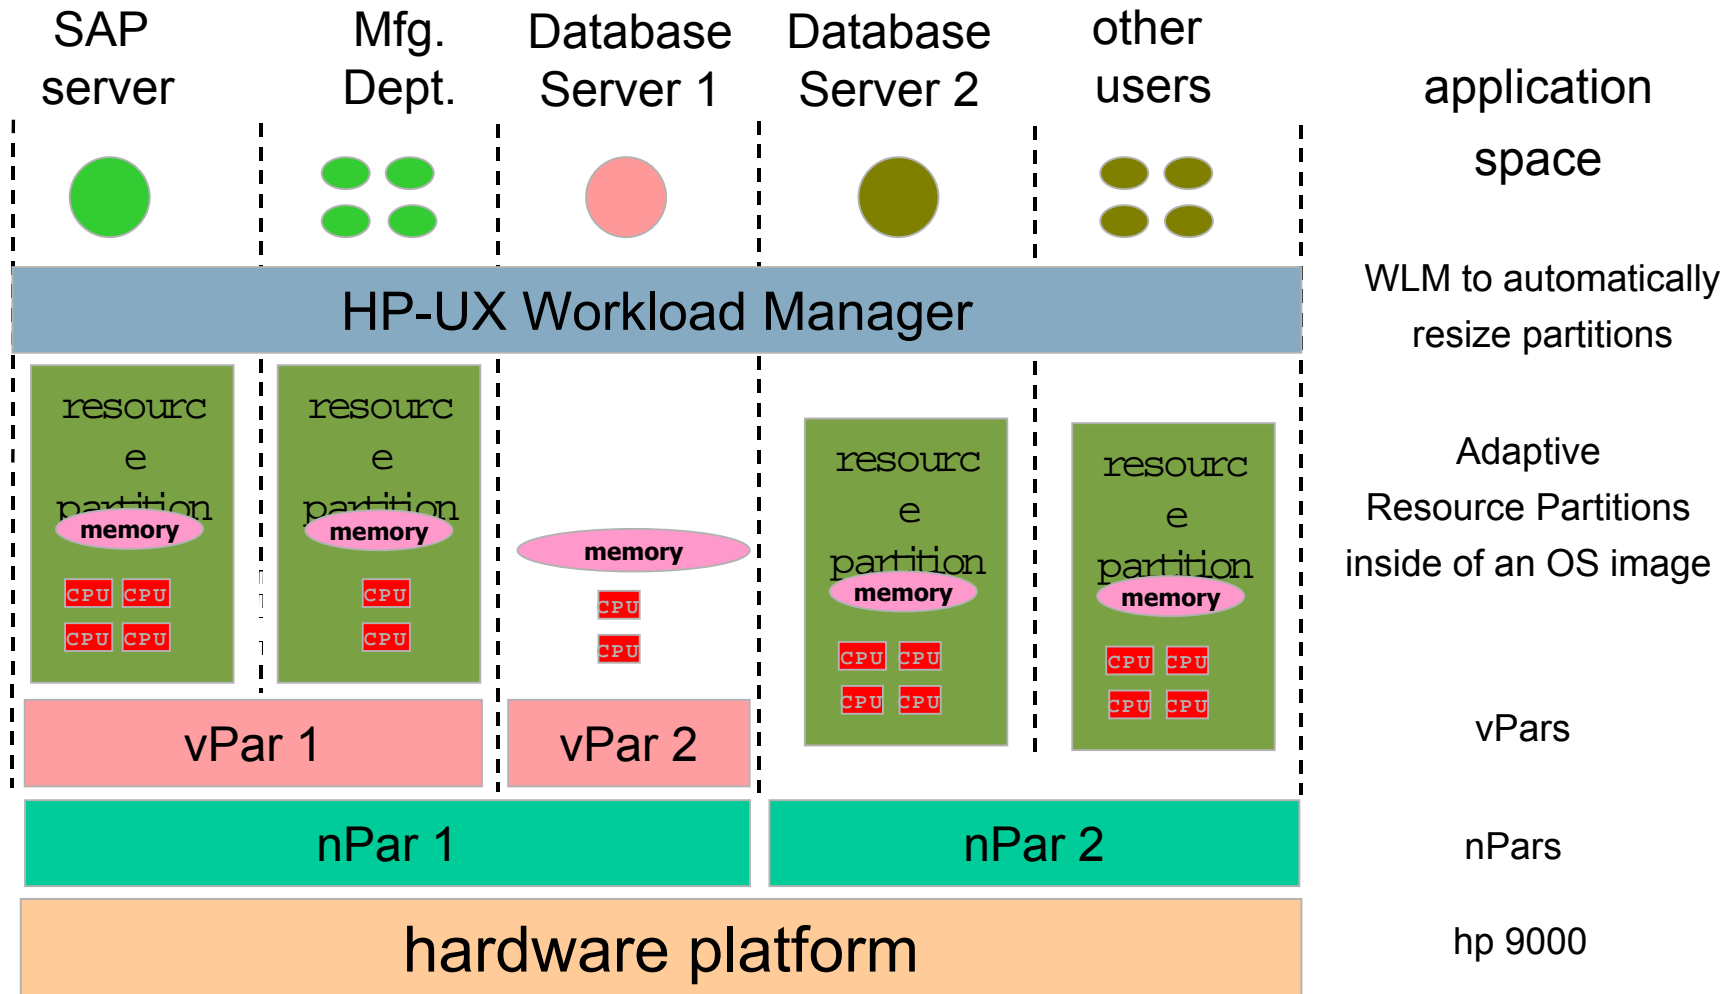 SAP
server
Mfg.
Dept.
Database
Server 1
Database
Server 2
other
users
application
space
HP-UX Workload Manager
WLM to automatically
resize partitions
resourc
e
partition
memory
CPU CPU
CPU CPU
resourc
e
partition
memory
CPU
CPU
memory
CPU
CPU
resourc
e
partition
memory
CPU CPU
CPU CPU
resourc
e
partition
memory
CPU CPU
CPU CPU
Adaptive
Resource Partitions
inside of an OS image
vPar 1
vPar 2
vPars
nPar 1
nPar 2
nPars
hardware platform
hp 9000